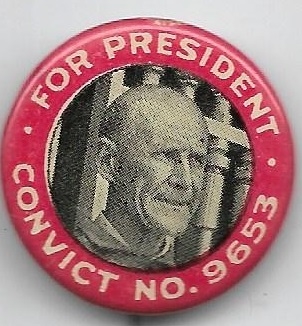 · FOR PRESIDENT ·
CONVICT NO. 9653